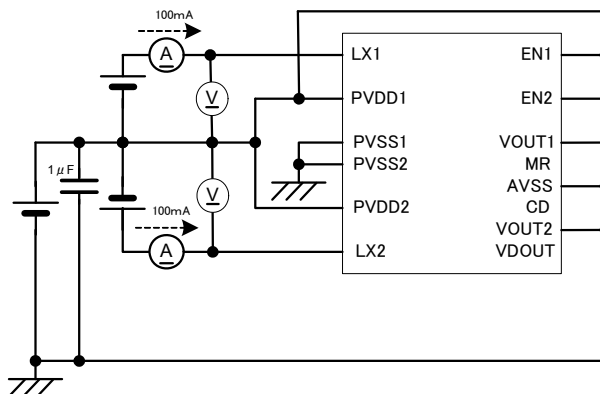 100mA
A
LX1
EN1
V
PVDD1
EN2
PVSS1
VOUT1
1μF
PVSS2
MR
AVSS
V
100mA
PVDD2
CD
VOUT2
A
LX2
VDOUT